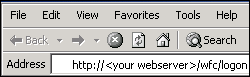 File Edit View Favorites Tools Help
Back Search
Address http://<your webserver>/wfc/logon